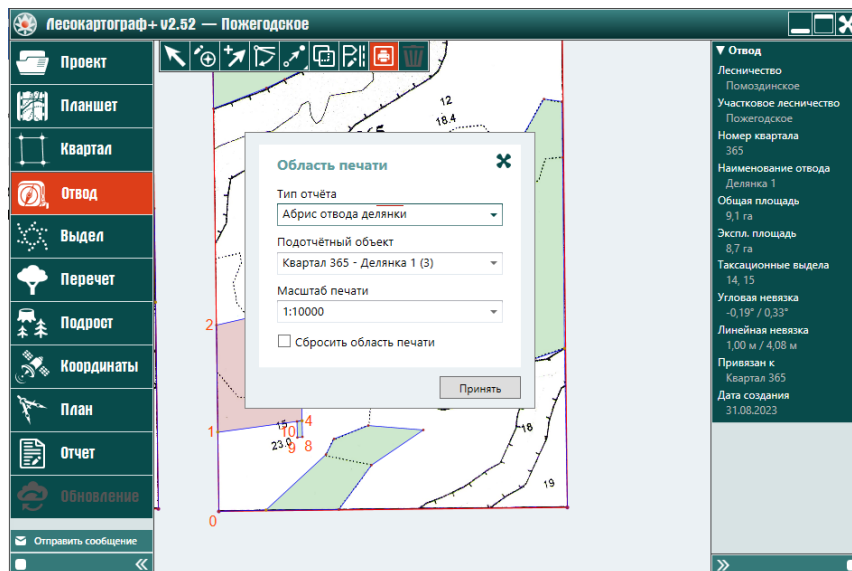 Лесокартограф+ v2.52 — Пожегодское
Проект
Планшет
Квартал
Отвод
Выдел
Перечет
Подрост
Координаты
План
Отчет
Обновление
Отправить сообщение
12
18.4
2
1
0
15
23.0
10
4
9
8
18
19
Область печати
Тип отчёта
Абрис отвода делянки
Подотчётный объект
Квартал 365 - Делянка 1 (3)
Масштаб печати
1:10000
Сбросить область печати
Принять
Отвод
Лесничество
Помоздинское
Участковое лесничество
Пожегодское
Номер квартала
365
Наименование отвода
Делянка 1
Общая площадь
9,1 га
Экспл. площадь
8,7 га
Таксационные выдела
14, 15
Угловая невязка
-0,19° / 0,33°
Линейная невязка
1,00 м / 4,08 м
Привязан к
Квартал 365
Дата создания
31.08.2023